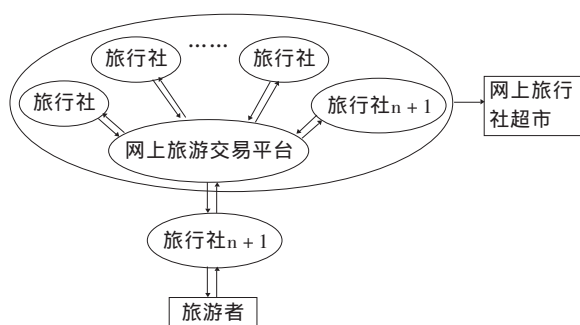 旅行社
……
旅行社
旅行社
旅行社n + 1
网上旅行
社超市
网上旅游交易平台
旅行社n + 1
旅游者